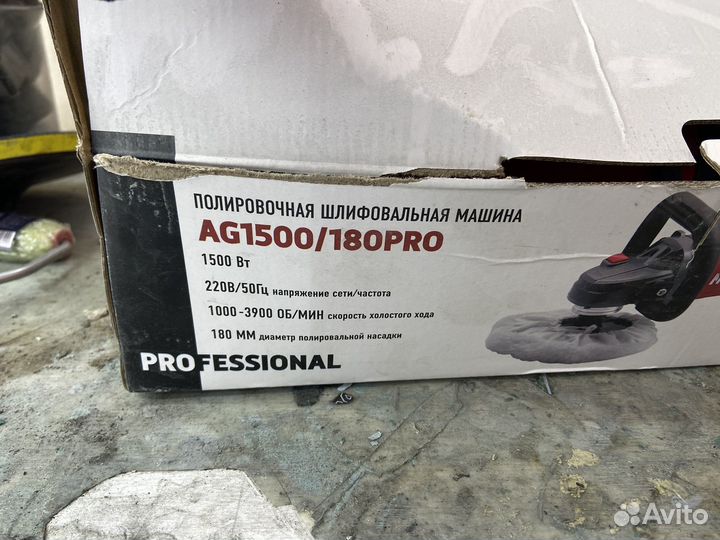 ПОЛИРОВОЧНАЯ ШЛИФОВАЛЬНАЯ МАШИНА
AG1500/180PRO
1500 Вт
220В/50Гц напряжение сети/частота
1000-3900 ОБ/МИН скорость холостого хода
180 ММ диаметр полировальной насадки
PROFESSIONAL
Avito